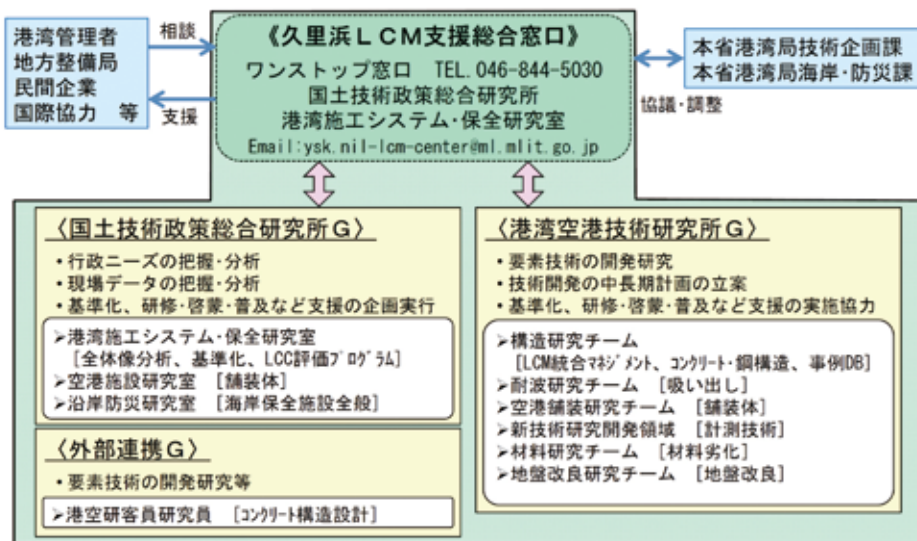 港湾管理者
地方整備局
民間企業
国際協力 等
相談
支援
《久里浜LCM支援総合窓口》
ワンストップ窓口 TEL.046-844-5030
国土技術政策総合研究所
港湾施工システム・保全研究室
Email:ysk.nil-lcm-center@ml.mlit.go.jp
本省港湾局技術企画課
本省港湾局海岸・防災課
協議・調整
〈国土技術政策総合研究所G〉
・行政ニーズの把握・分析
・現場データの把握・分析
・基準化、研修・啓蒙・普及など支援の企画実行
➢港湾施工システム・保全研究室
[全体像分析、基準化、LCC評価ﾌﾟﾛｸﾞﾗﾑ]
➢空港施設研究室 [舗装体]
➢沿岸防災研究室 [海岸保全施設全般]
〈外部連携G〉
・要素技術の開発研究等
➢港空研客員研究員 [ｺﾝｸﾘｰﾄ構造設計]
〈港湾空港技術研究所G〉
・要素技術の開発研究
・技術開発の中長期計画の立案
・基準化、研修・啓蒙・普及など支援の実施協力
➢構造研究チーム
[LCM統合ﾏﾈｼﾞﾒﾝﾄ、ｺﾝｸﾘｰﾄ・鋼構造、事例DB]
➢耐波研究チーム [吸い出し]
➢空港舗装研究チーム [舗装体]
➢新技術研究開発領域 [計測技術]
➢材料研究チーム [材料劣化]
➢地盤改良研究チーム [地盤改良]